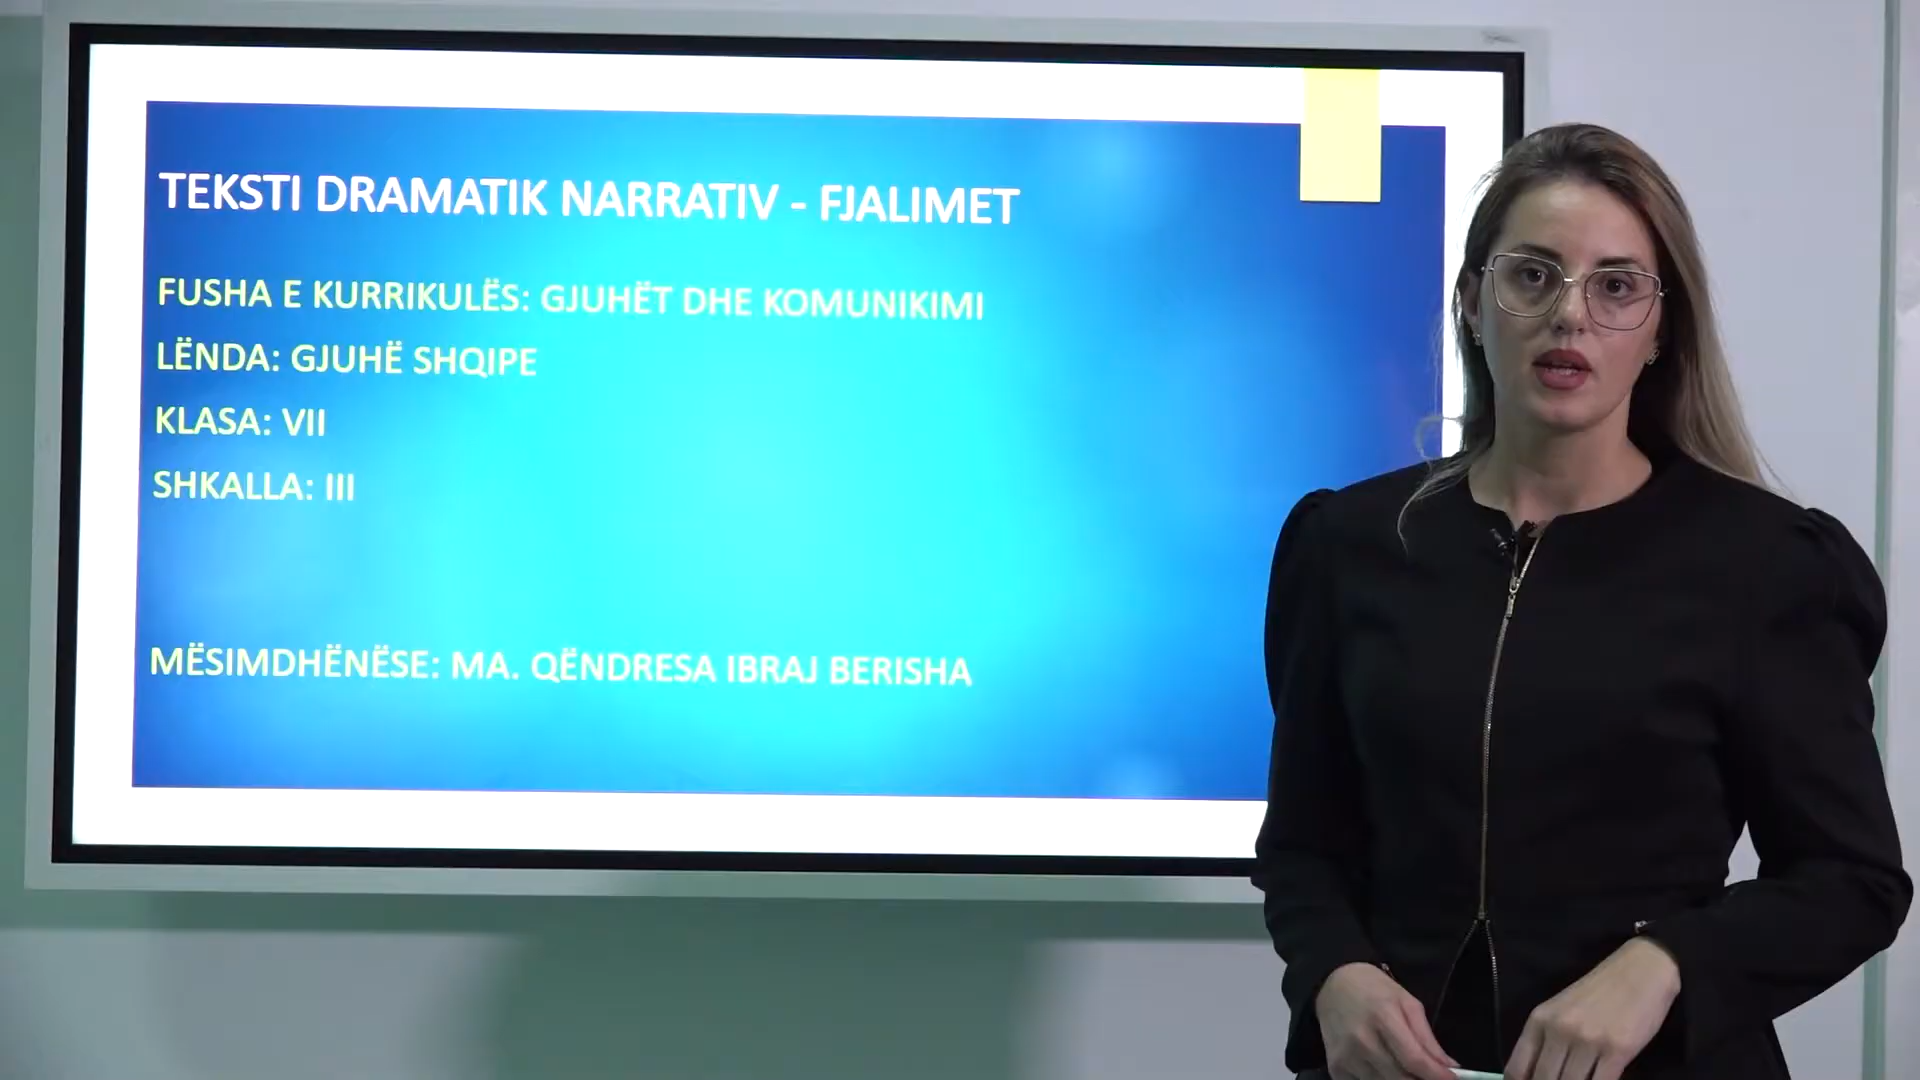 TEKSTI DRAMATIK NARRATIV - FJALIMET
FUSHA E KURRIKULËS: GJUHËT DHE KOMUNIKIMI
LËNDA: GJUHË SHQIPE
KLASA: VII
SHKALLA: III
MËSIMDHËNËSE: MA. QËNDRESA IBRAJ BERISHA